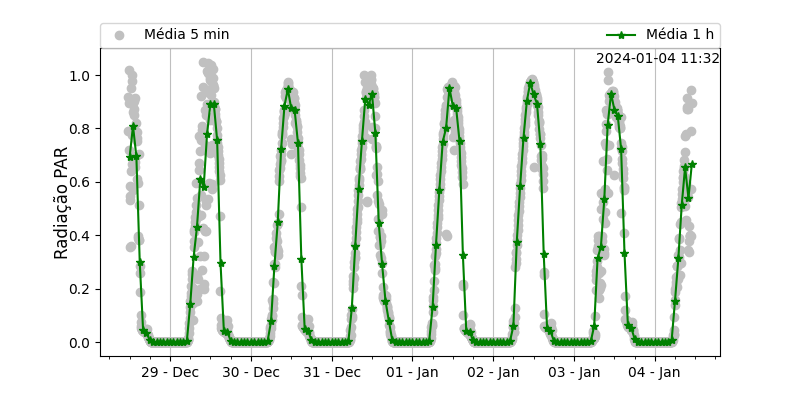 Média 5 min
Média 1 h
2024-01-04 11:32
Radiação PAR
1.0
0.8
0.6
0.4
0.2
0.0
29 - Dec
30 - Dec
31 - Dec
01 - Jan
02 - Jan
03 - Jan
04 - Jan